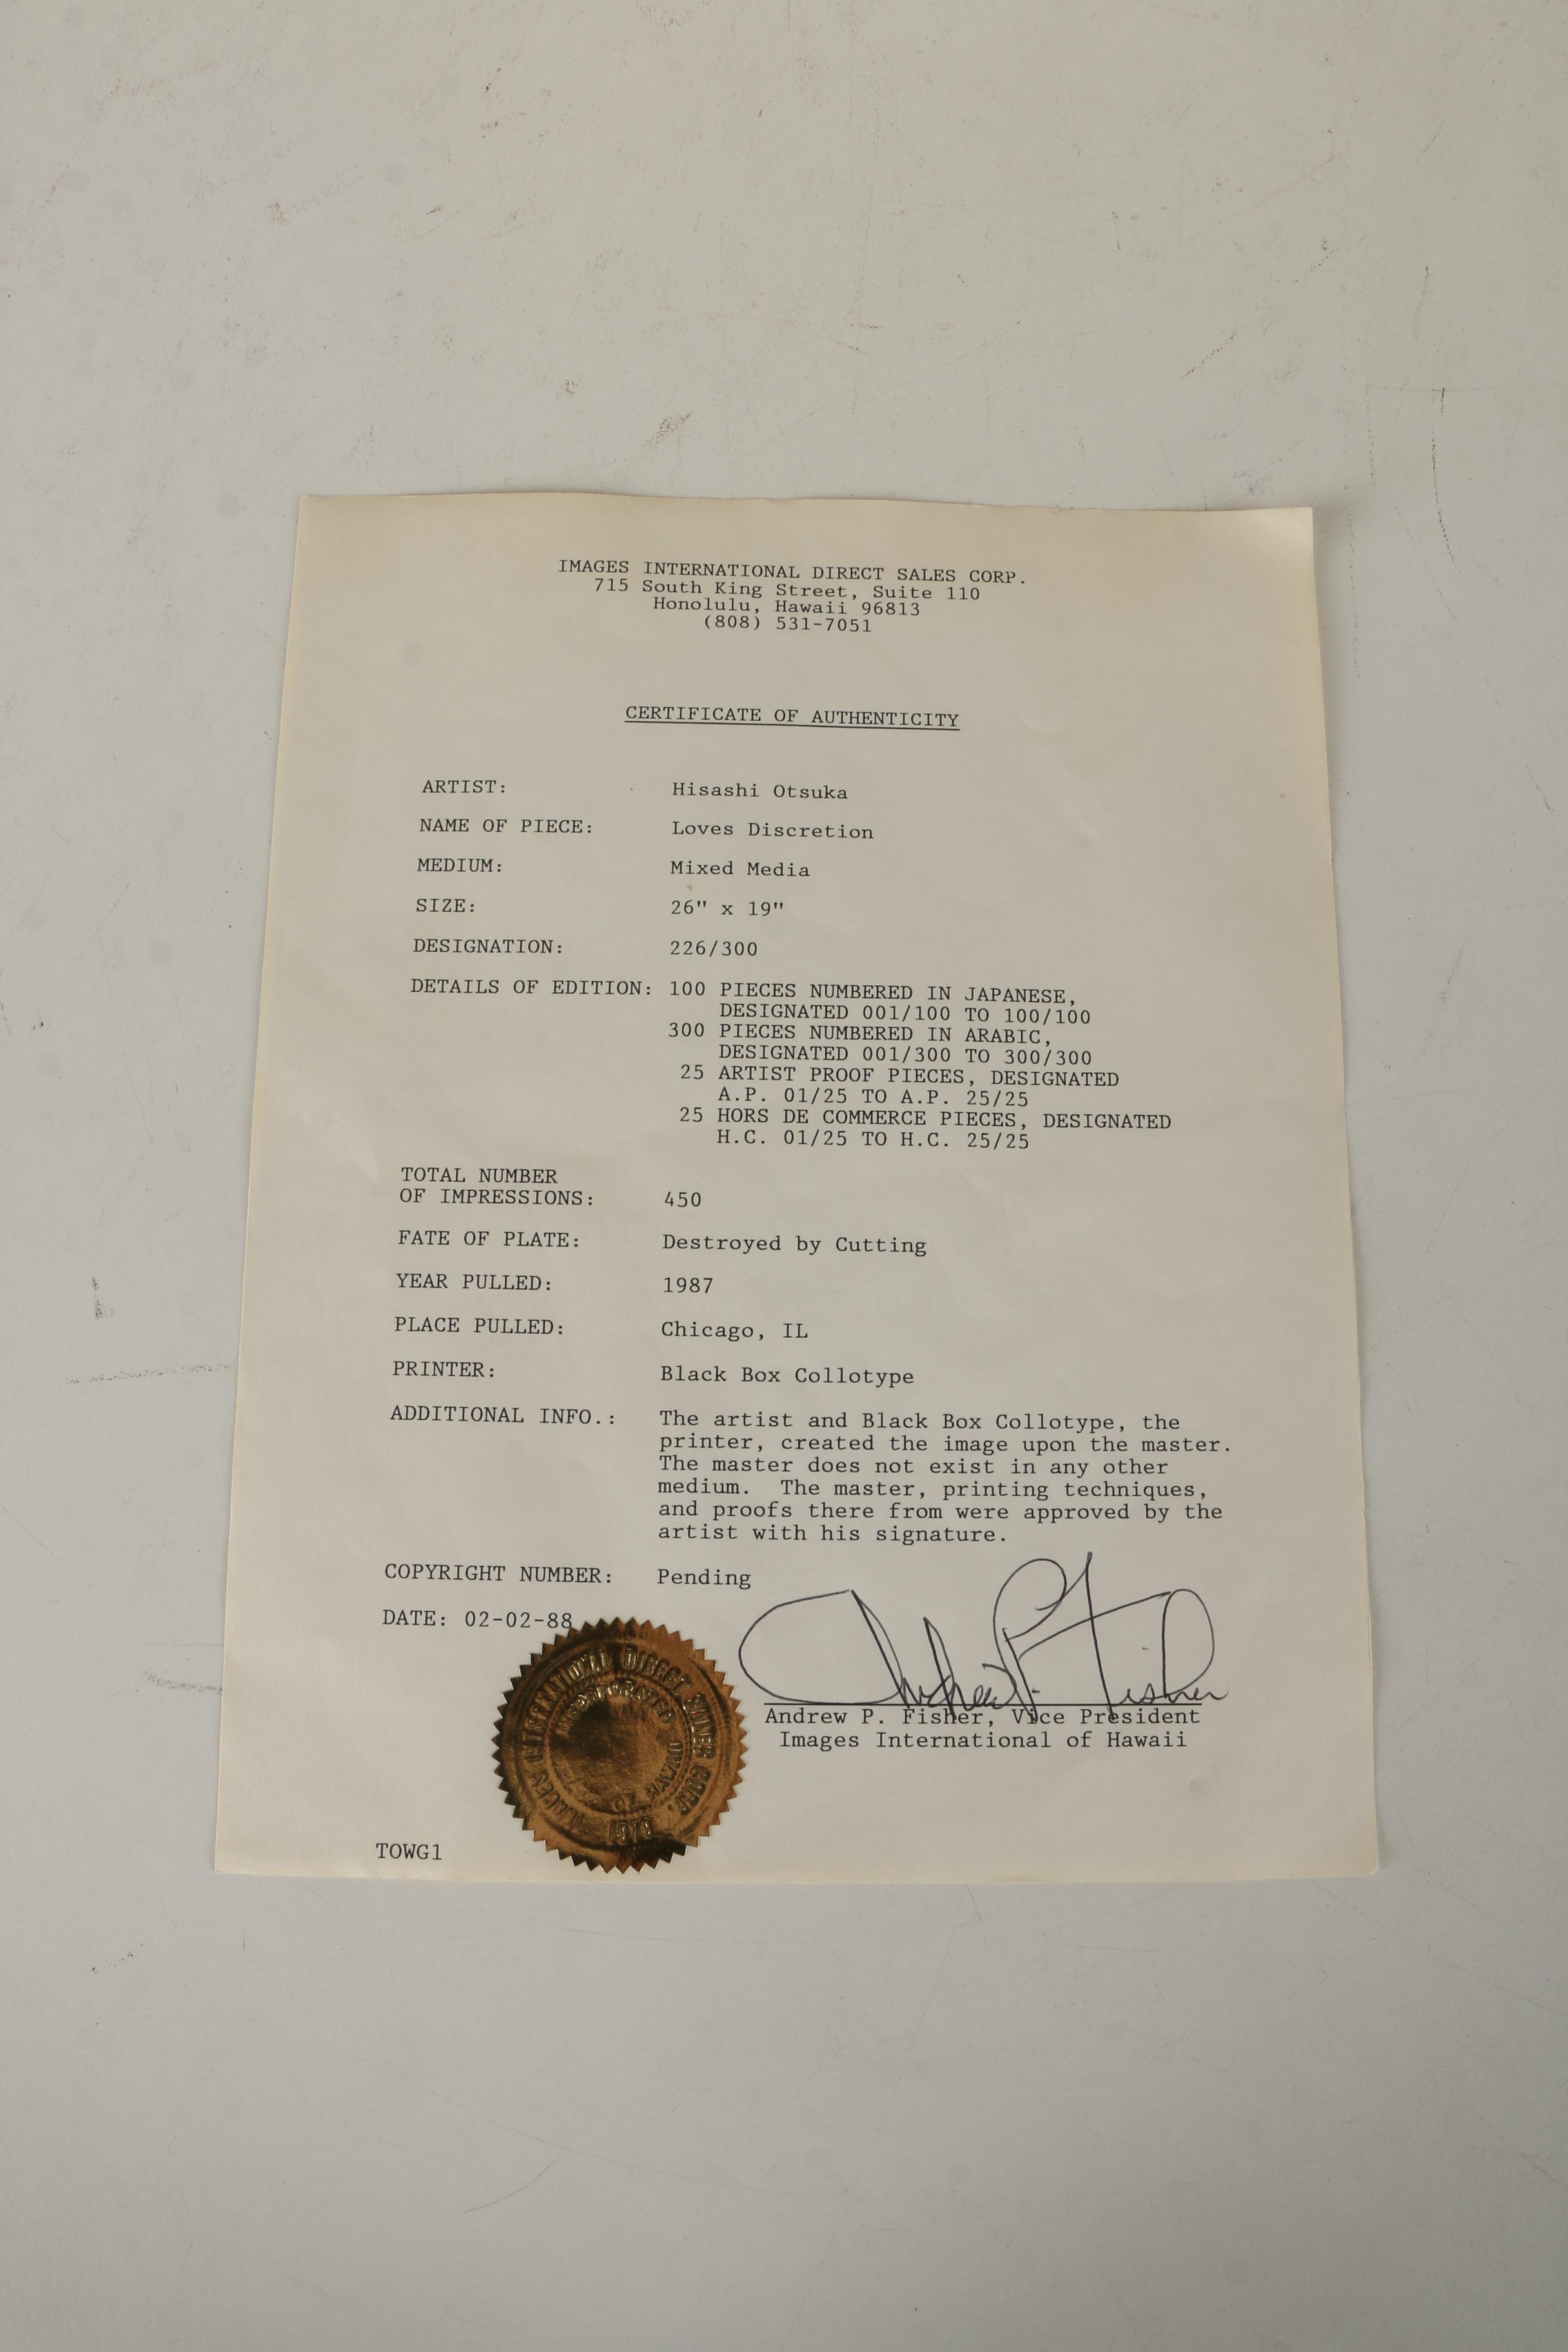 IMAGES INTERNATIONAL DIRECT SALES CORP.
715 South King Street, Suite 110
Honolulu, Hawaii 96813
(808) 531-7051
CERTIFICATE OF AUTHENTICITY
ARTIST: Hisashi Otsuka
NAME OF PIECE: Loves Discretion
MEDIUM: Mixed Media
SIZE: 26" x 19"
DESIGNATION: 226/300
DETAILS OF EDITION: 100 PIECES NUMBERED IN JAPANESE,
DESIGNATED 001/100 TO 100/100
300 PIECES NUMBERED IN ARABIC,
DESIGNATED 001/300 TO 300/300
25 ARTIST PROOF PIECES, DESIGNATED
A.P. 01/25 TO A.P. 25/25
25 HORS DE COMMERCE PIECES, DESIGNATED
H.C. 01/25 TO H.C. 25/25
TOTAL NUMBER
OF IMPRESSIONS: 450
FATE OF PLATE: Destroyed by Cutting
YEAR PULLED: 1987
PLACE PULLED: Chicago, IL
PRINTER: Black Box Collotype
ADDITIONAL INFO.: The artist and Black Box Collotype, the
printer, created the image upon the master.
The master does not exist in any other
medium. The master, printing techniques,
and proofs there from were approved by the
artist with his signature.
COPYRIGHT NUMBER: Pending
DATE: 02-02-88
Andrew P. Fisher, Vice President
Images International of Hawaii
IMAGES INTERNATIONAL DIRECT SALES CORP.
INCORPORATED HAWAII
1979
TOWG1